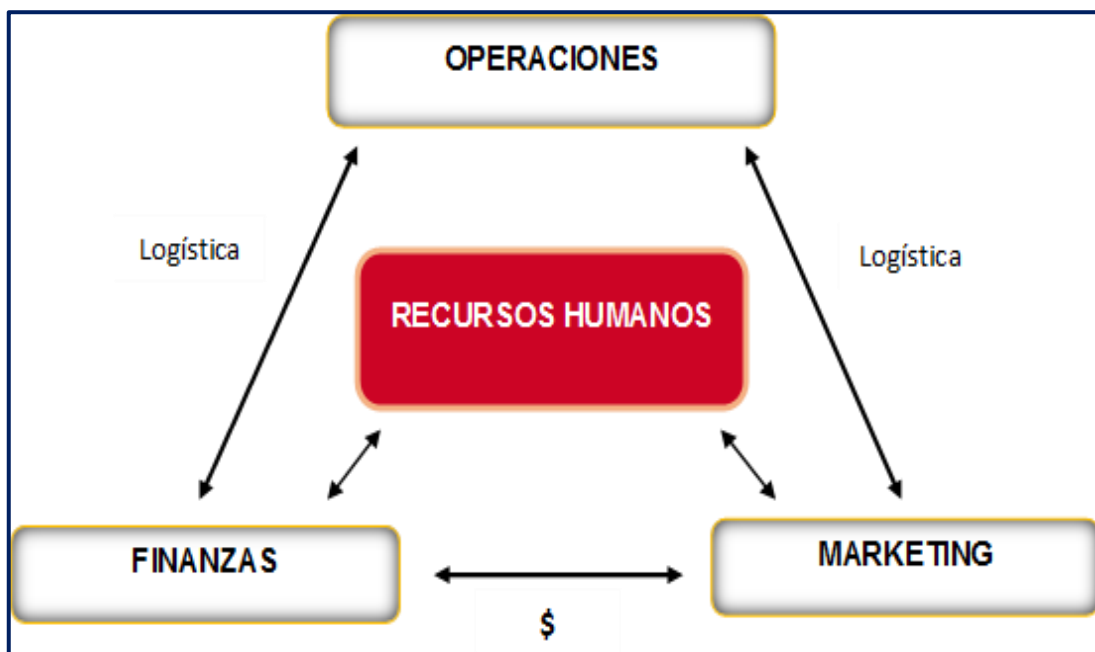 OPERACIONES
Logística
Logística
RECURSOS HUMANOS
FINANZAS
MARKETING
$